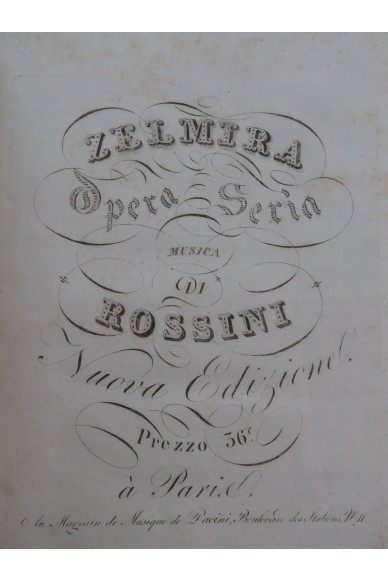 ZELMIRA
Opera Seria
MUSICA
DI
ROSSINI
Nuova Edizione.
Prezzo 36f.
à Paris.
Au Magasin de Musique de Pacini, Boulevard des Italiens, N° 11.